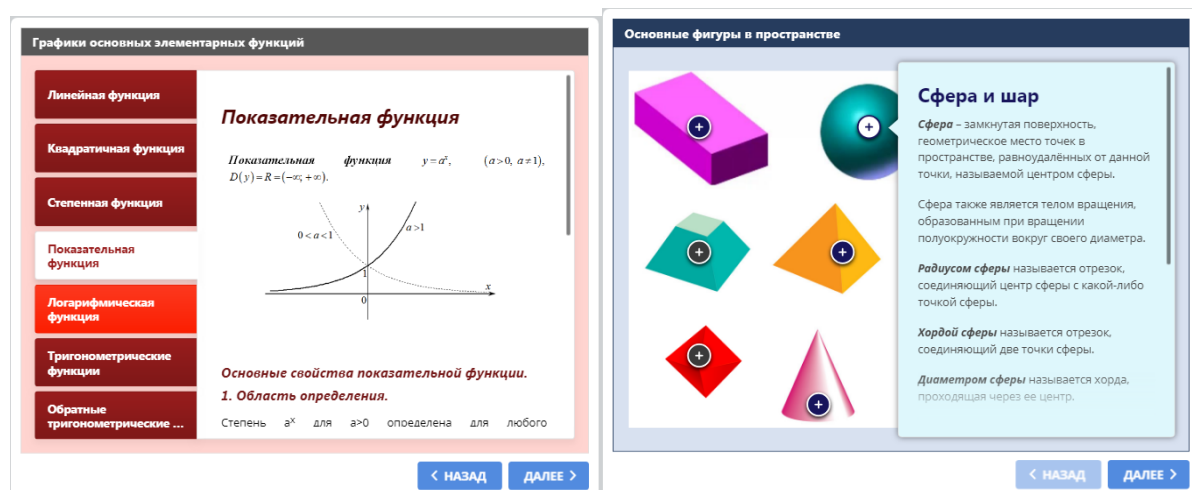 Графики основных элементарных функций
Линейная функция
Квадратичная функция
Степенная функция
Показательная
функция
Логарифмическая
функция
Тригонометрические
функции
Обратные
тригонометрические ...
Показательная функция
Показательная функция y=aˣ, (a>0, a≠1),
D(y)=R=(−∞; +∞).
y
0<a<1
a>1
1
0
x
Основные свойства показательной функции.
1. Область определения.
Степень aˣ для a>0 определена для любого
< НАЗАД
ДАЛЕЕ >
Основные фигуры в пространстве
Сфера и шар
Сфера – замкнутая поверхность,
геометрическое место точек в
пространстве, равноудалённых от данной
точки, называемой центром сферы.
Сфера также является телом вращения,
образованным при вращении
полуокружности вокруг своего диаметра.
Радиусом сферы называется отрезок,
соединяющий центр сферы с какой-либо
точкой сферы.
Хордой сферы называется отрезок,
соединяющий две точки сферы.
Диаметром сферы называется хорда,
проходящая через ее центр.
< НАЗАД
ДАЛЕЕ >